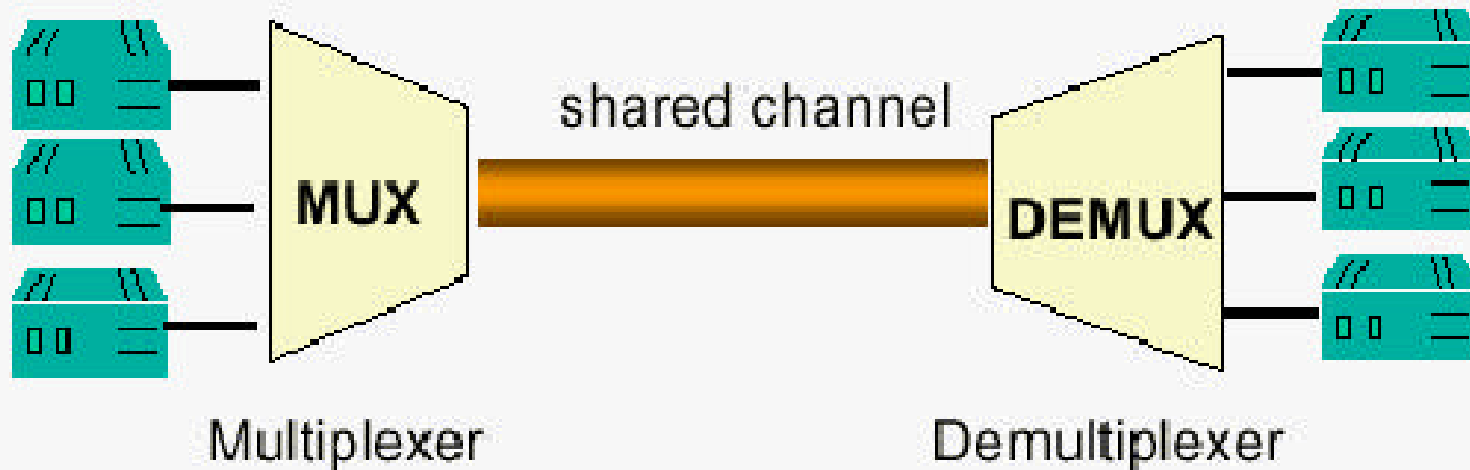 shared channel
MUX
DEMUX
Multiplexer
Demultiplexer